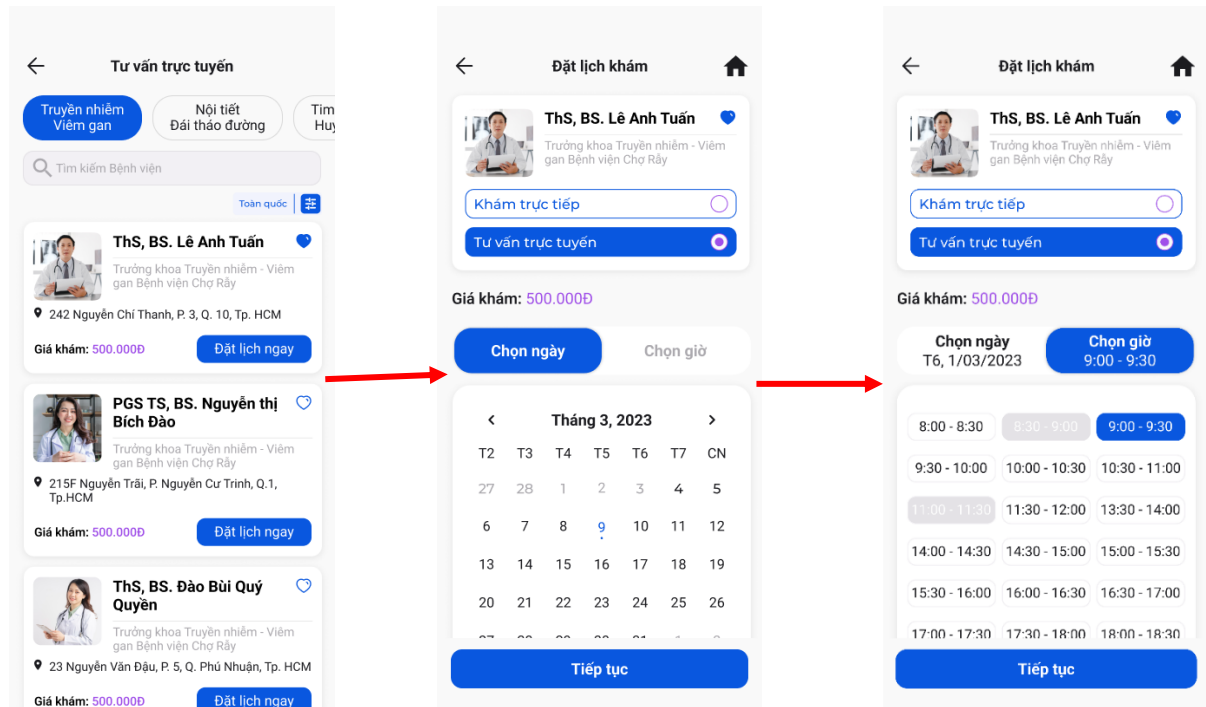 Tư vấn trực tuyến
Truyền nhiễm
Viêm gan
Nội tiết
Đái tháo đường
Tim
Huy
Tìm kiếm Bệnh viện
Toàn quốc
ThS, BS. Lê Anh Tuấn
Trưởng khoa Truyền nhiễm - Viêm
gan Bệnh viện Chợ Rẫy
242 Nguyễn Chí Thanh, P. 3, Q. 10, Tp. HCM
Giá khám: 500.000Đ
Đặt lịch ngay
PGS TS, BS. Nguyễn thị
Bích Đào
Trưởng khoa Truyền nhiễm - Viêm
gan Bệnh viện Chợ Rẫy
215F Nguyễn Trãi, P. Nguyễn Cư Trinh, Q.1,
Tp.HCM
Giá khám: 500.000Đ
Đặt lịch ngay
ThS, BS. Đào Bùi Quý
Quyền
Trưởng khoa Truyền nhiễm - Viêm
gan Bệnh viện Chợ Rẫy
23 Nguyễn Văn Đậu, P. 5, Q. Phú Nhuận, Tp. HCM
Giá khám: 500.000Đ
Đặt lịch ngay
Đặt lịch khám
ThS, BS. Lê Anh Tuấn
Trưởng khoa Truyền nhiễm - Viêm
gan Bệnh viện Chợ Rẫy
Khám trực tiếp
Tư vấn trực tuyến
Giá khám: 500.000Đ
Chọn ngày
Chọn giờ
Tháng 3, 2023
T2 T3 T4 T5 T6 T7 CN
27 28 1 2 3 4 5
6 7 8 9 10 11 12
13 14 15 16 17 18 19
20 21 22 23 24 25 26
Tiếp tục
Đặt lịch khám
ThS, BS. Lê Anh Tuấn
Trưởng khoa Truyền nhiễm - Viêm
gan Bệnh viện Chợ Rẫy
Khám trực tiếp
Tư vấn trực tuyến
Giá khám: 500.000Đ
Chọn ngày
T6, 1/03/2023
Chọn giờ
9:00 - 9:30
8:00 - 8:30 8:30 - 9:00 9:00 - 9:30
9:30 - 10:00 10:00 - 10:30 10:30 - 11:00
11:00 - 11:30 11:30 - 12:00 13:30 - 14:00
14:00 - 14:30 14:30 - 15:00 15:00 - 15:30
15:30 - 16:00 16:00 - 16:30 16:30 - 17:00
17:00 - 17:30 17:30 - 18:00 18:00 - 18:30
Tiếp tục